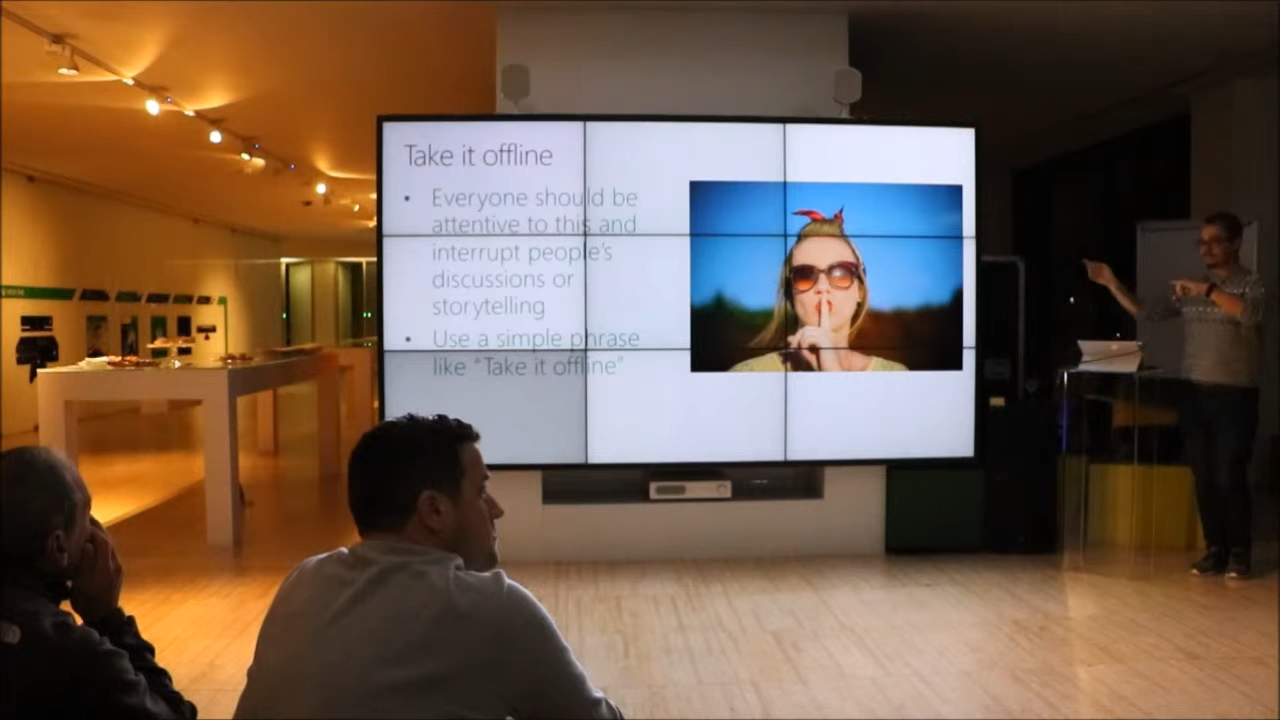 Take it offline
• Everyone should be
attentive to this and
interrupt people's
discussions or
storytelling
• Use a simple phrase
like "Take it offline"